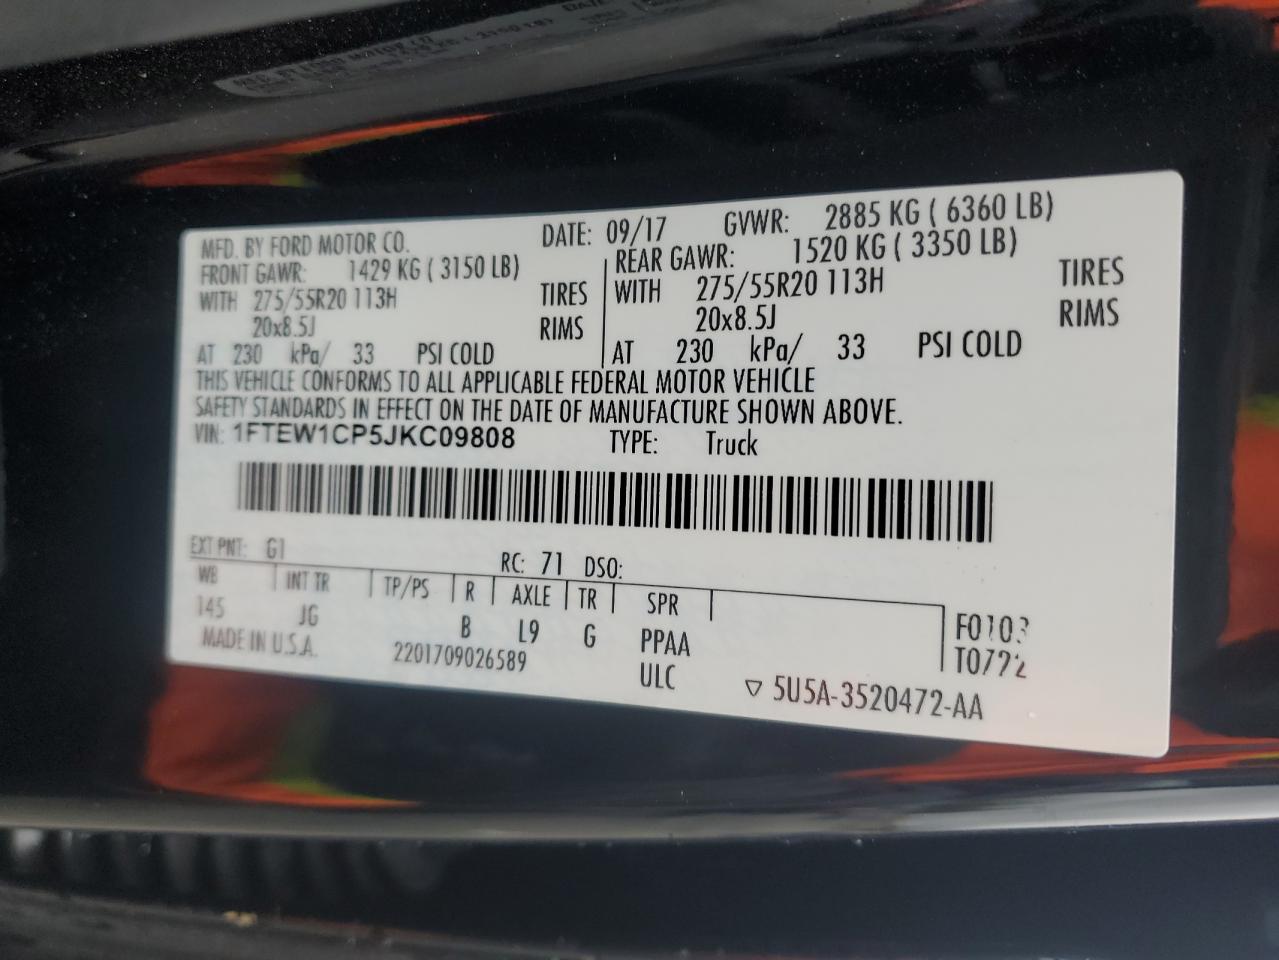 MFD. BY FORD MOTOR CO. DATE: 09/17 GVWR: 2885 KG ( 6360 LB)
FRONT GAWR: 1429 KG ( 3150 LB)
WITH 275/55R20 113H TIRES
20x8.5J RIMS
AT 230 kPa/ 33 PSI COLD
REAR GAWR: 1520 KG ( 3350 LB)
WITH 275/55R20 113H TIRES
20x8.5J RIMS
AT 230 kPa/ 33 PSI COLD
THIS VEHICLE CONFORMS TO ALL APPLICABLE FEDERAL MOTOR VEHICLE
SAFETY STANDARDS IN EFFECT ON THE DATE OF MANUFACTURE SHOWN ABOVE.
VIN: 1FTEW1CP5JKC09808 TYPE: Truck
EXT PNT: G1 RC: 71 DSO:
WB INT TR TP/PS R AXLE TR SPR
145 JG B L9 G PPAA F0103
MADE IN U.S.A. 2201709026589 ULC T0722
▽ 5U5A-3520472-AA